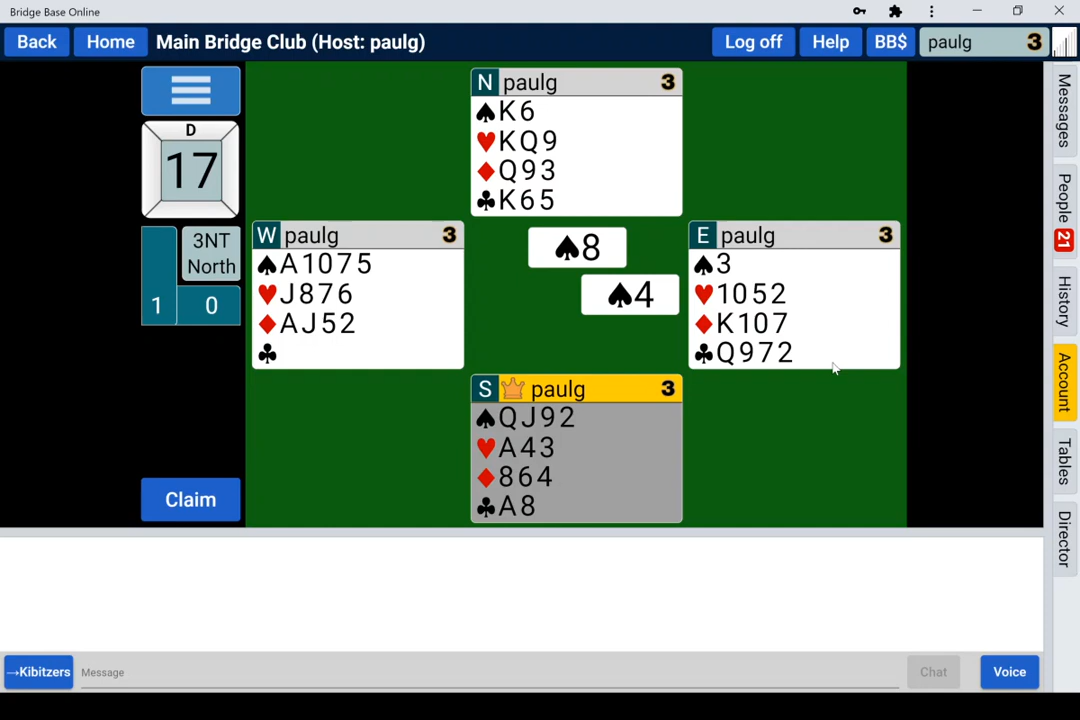 Bridge Base Online
Back
Home
Main Bridge Club (Host: paulg)
Log off
Help
BB$
paulg 3
D
17
3NT
North
1
0
Claim
N paulg 3
♠K6
♥KQ9
♦Q93
♣K65
W paulg 3
♠A1075
♥J876
♦AJ52
♣
♠8
♠4
E paulg 3
♠3
♥1052
♦K107
♣Q972
S paulg 3
♠QJ92
♥A43
♦864
♣A8
Messages
People 21
History
Account
Tables
Director
→Kibitzers
Message
Chat
Voice